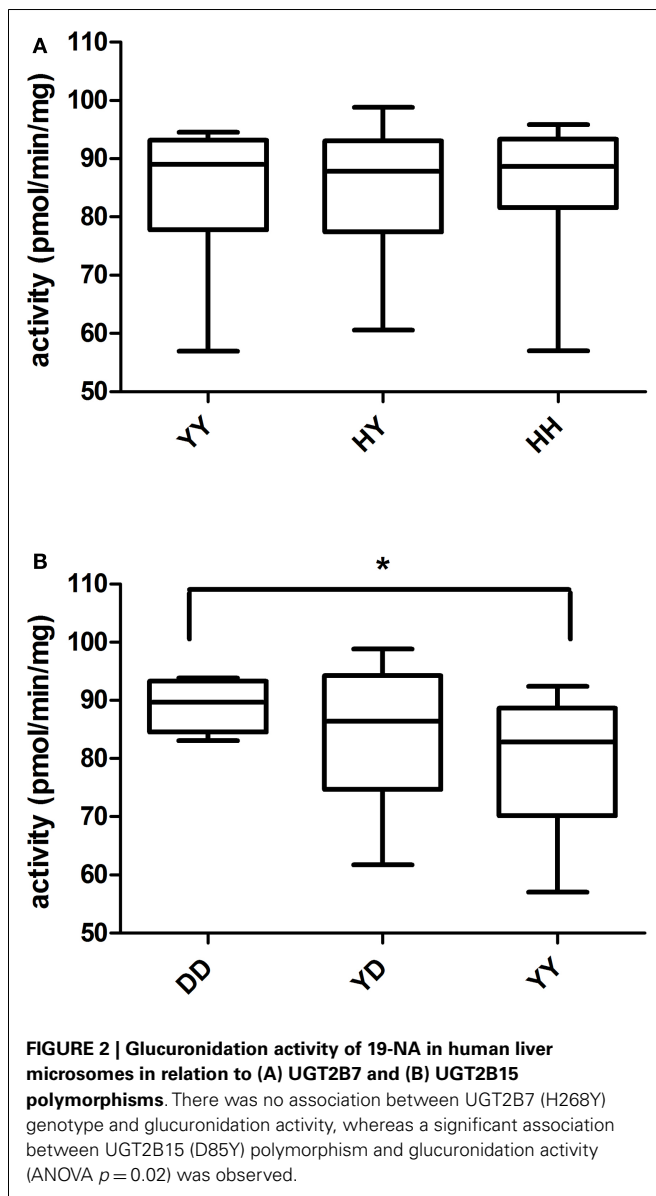 A
110
100
90
80
70
60
50
activity (pmol/min/mg)
YY
HY
HH
B
*
110
100
90
80
70
60
50
activity (pmol/min/mg)
DD
YD
YY
FIGURE 2 | Glucuronidation activity of 19-NA in human liver
microsomes in relation to (A) UGT2B7 and (B) UGT2B15
polymorphisms. There was no association between UGT2B7 (H268Y)
genotype and glucuronidation activity, whereas a significant association
between UGT2B15 (D85Y) polymorphism and glucuronidation activity
(ANOVA p = 0.02) was observed.